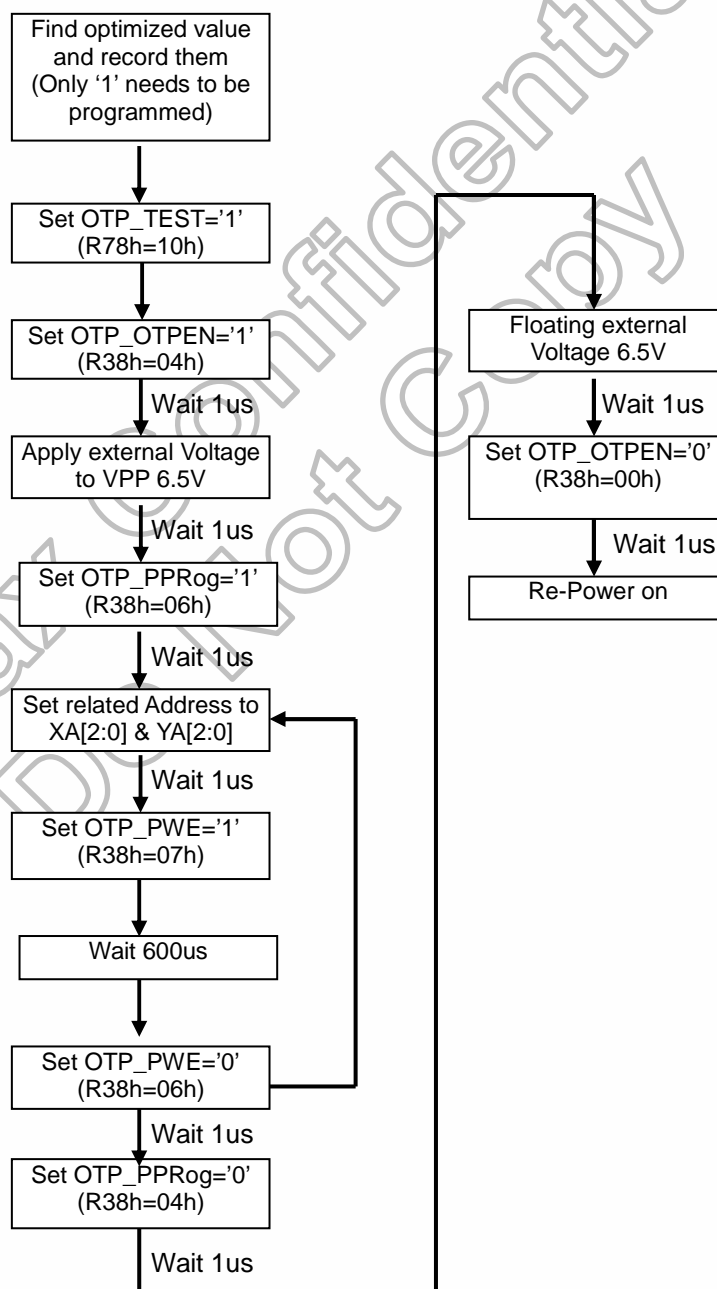 Find optimized value
and record them
(Only ‘1’ needs to be
programmed)
Set OTP_TEST=’1’
(R78h=10h)
Set OTP_OTPEN=’1’
(R38h=04h)
Wait 1us
Apply external Voltage
to VPP 6.5V
Wait 1us
Set OTP_PPRog=’1’
(R38h=06h)
Wait 1us
Set related Address to
XA[2:0] & YA[2:0]
Wait 1us
Set OTP_PWE=’1’
(R38h=07h)
Wait 600us
Set OTP_PWE=’0’
(R38h=06h)
Wait 1us
Set OTP_PPRog=’0’
(R38h=04h)
Wait 1us
Floating external
Voltage 6.5V
Wait 1us
Set OTP_OTPEN=’0’
(R38h=00h)
Wait 1us
Re-Power on
Do Not Copy